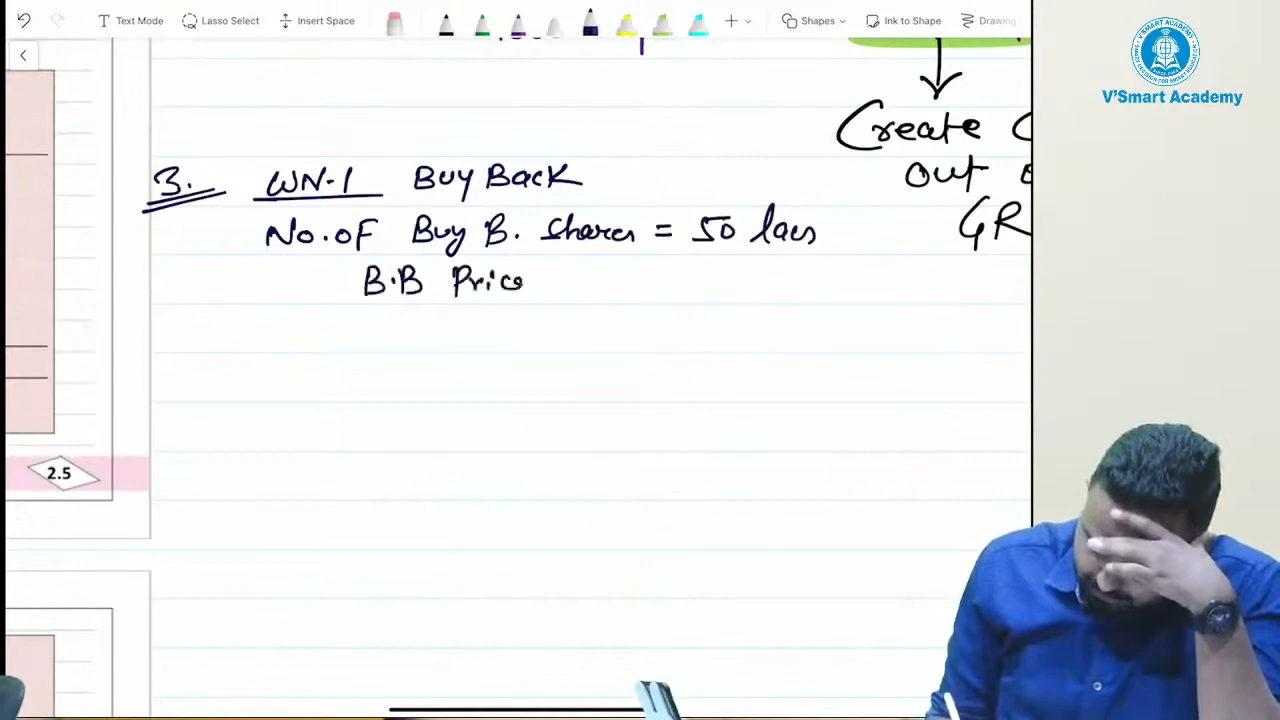 Text Mode
Lasso Select
Insert Space
Shapes
Ink to Shape
Drawing
V'Smart Academy
Create
out
GR
3. WN-1 Buy Back
No. of Buy B. shares = 50 lacs
B.B Price
2.5